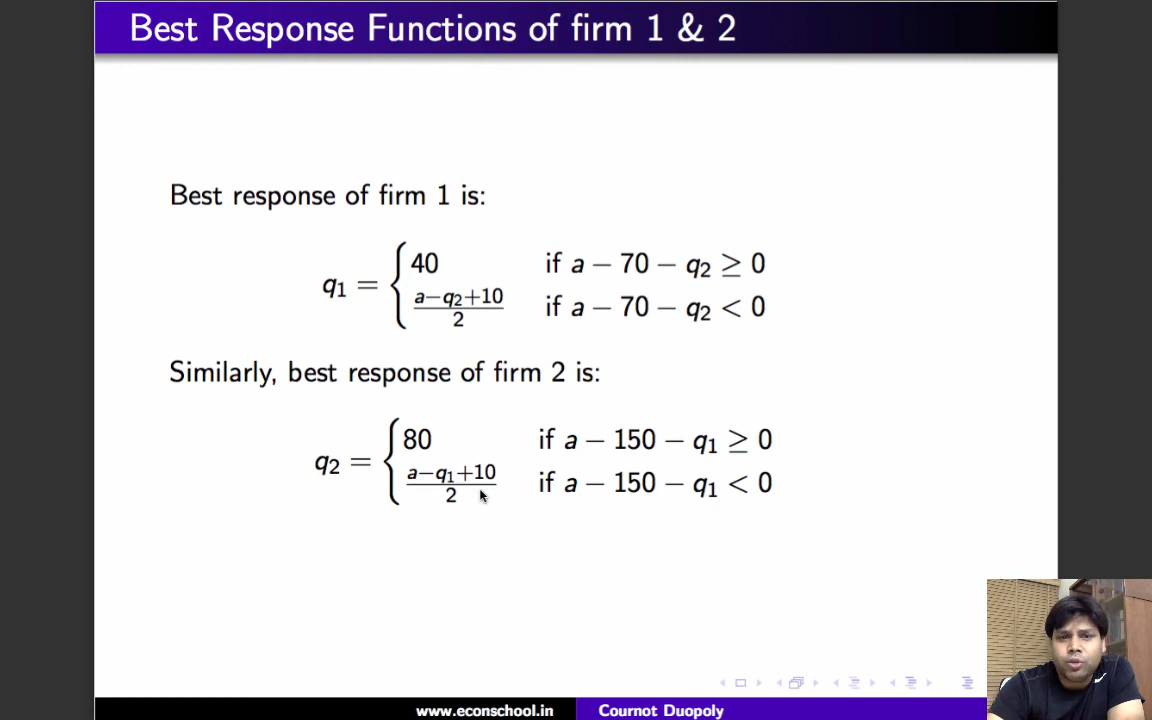 Best Response Functions of firm 1 & 2
Best response of firm 1 is:
q₁ = { 40 if a − 70 − q₂ ≥ 0
(a−q₂+10)/2 if a − 70 − q₂ < 0
Similarly, best response of firm 2 is:
q₂ = { 80 if a − 150 − q₁ ≥ 0
(a−q₁+10)/2 if a − 150 − q₁ < 0
www.econschool.in Cournot Duopoly